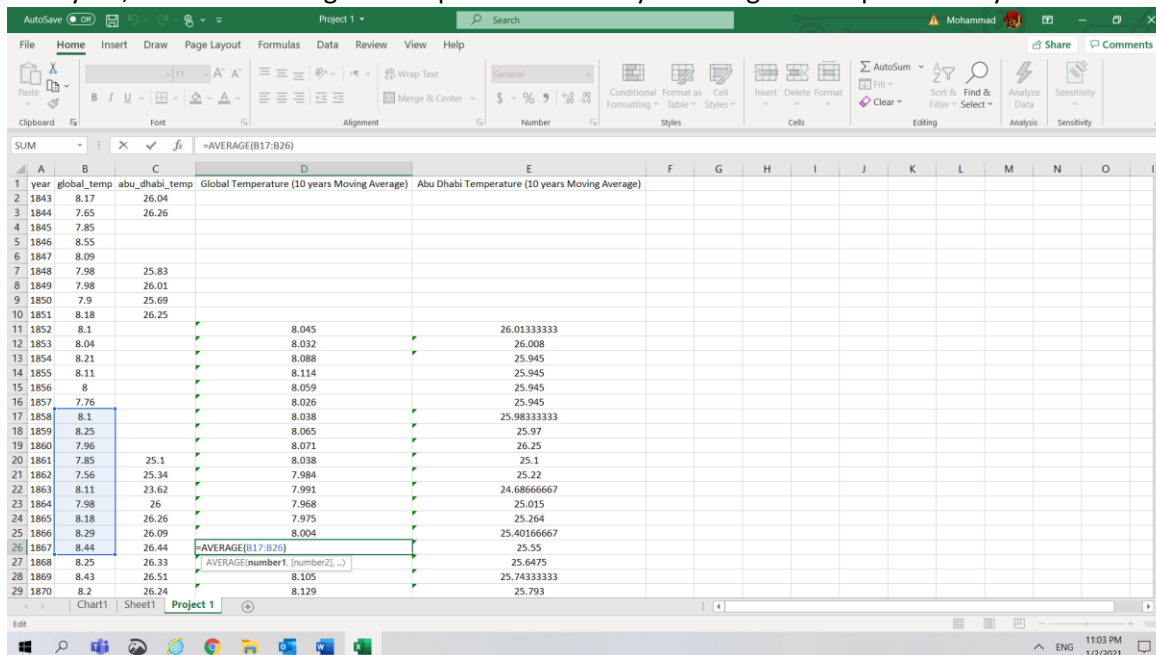 AutoSave Off Project 1 Search Mohammad
File Home Insert Draw Page Layout Formulas Data Review View Help Share Comments
Paste 11 A A Wrap Text General Conditional Format as Cell Insert Delete Format AutoSum Sort & Find & Analyze Sensitivity
B I U A Merge & Center $ % 9 Formatting Table Styles Fill Filter Select Data
Clear
Clipboard Font Alignment Number Styles Cells Editing Analysis Sensitivity
SUM fx =AVERAGE(B17:B26)
A B C D E F G H I J K L M N O
1 year global_temp abu_dhabi_temp Global Temperature (10 years Moving Average) Abu Dhabi Temperature (10 years Moving Average)
2 1843 8.17 26.04
3 1844 7.65 26.26
4 1845 7.85
5 1846 8.55
6 1847 8.09
7 1848 7.98 25.83
8 1849 7.98 26.01
9 1850 7.9 25.69
10 1851 8.18 26.25
11 1852 8.1 8.045 26.01333333
12 1853 8.04 8.032 26.008
13 1854 8.21 8.088 25.945
14 1855 8.11 8.114 25.945
15 1856 8 8.059 25.945
16 1857 7.76 8.026 25.945
17 1858 8.1 8.038 25.98333333
18 1859 8.25 8.065 25.97
19 1860 7.96 8.071 26.25
20 1861 7.85 25.1 8.038 25.1
21 1862 7.56 25.34 7.984 25.22
22 1863 8.11 23.62 7.991 24.68666667
23 1864 7.98 26 7.968 25.015
24 1865 8.18 26.26 7.975 25.264
25 1866 8.29 26.09 8.004 25.40166667
26 1867 8.44 26.44 =AVERAGE(B17:B26) 25.55
27 1868 8.25 26.33 AVERAGE(number1, [number2], ...) 25.6475
28 1869 8.43 26.51 8.105 25.74333333
29 1870 8.2 26.24 8.129 25.793
Chart1 Sheet1 Project 1
Edit 100
ENG 11:03 PM
1/2/2021